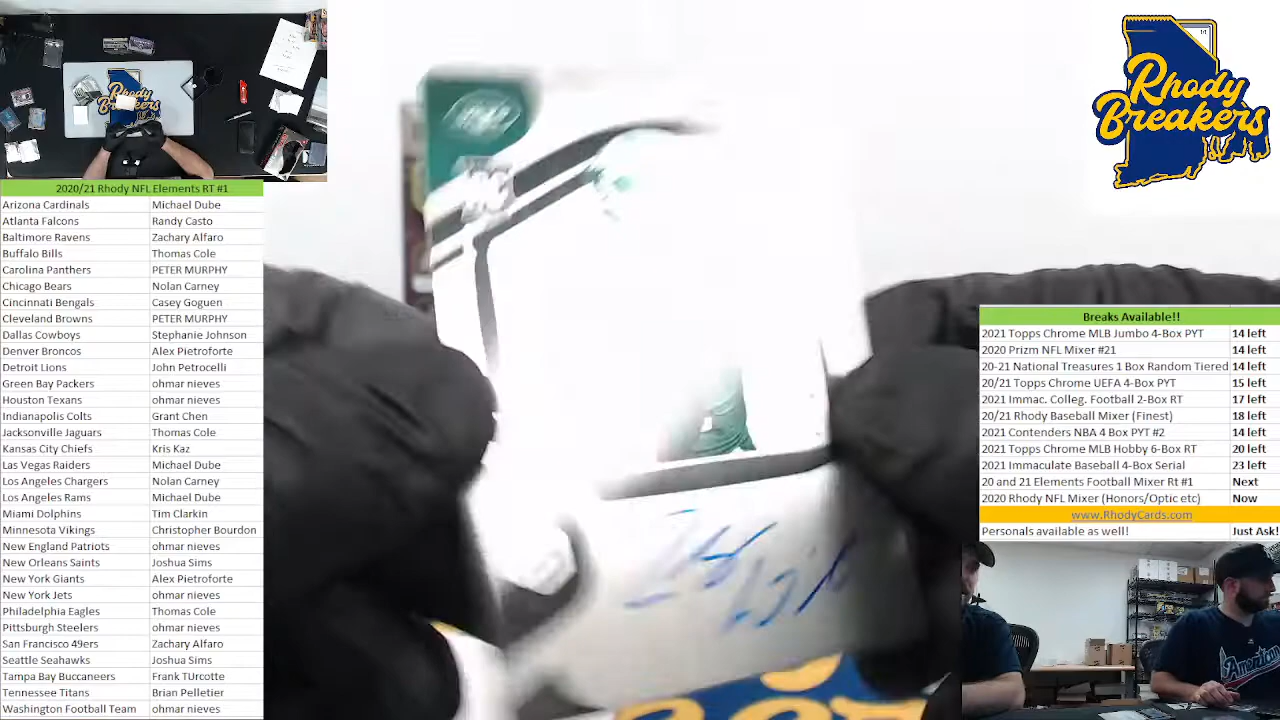 Rhody
Breakers
2020/21 Rhody NFL Elements RT #1
Arizona Cardinals Michael Dube
Atlanta Falcons Randy Casto
Baltimore Ravens Zachary Alfaro
Buffalo Bills Thomas Cole
Carolina Panthers PETER MURPHY
Chicago Bears Nolan Carney
Cincinnati Bengals Casey Goguen
Cleveland Browns PETER MURPHY
Dallas Cowboys Stephanie Johnson
Denver Broncos Alex Pietroforte
Detroit Lions John Petrocelli
Green Bay Packers ohmar nieves
Houston Texans ohmar nieves
Indianapolis Colts Grant Chen
Jacksonville Jaguars Thomas Cole
Kansas City Chiefs Kris Kaz
Las Vegas Raiders Michael Dube
Los Angeles Chargers Nolan Carney
Los Angeles Rams Michael Dube
Miami Dolphins Tim Clarkin
Minnesota Vikings Christopher Bourdon
New England Patriots ohmar nieves
New Orleans Saints Joshua Sims
New York Giants Alex Pietroforte
New York Jets ohmar nieves
Philadelphia Eagles Thomas Cole
Pittsburgh Steelers ohmar nieves
San Francisco 49ers Zachary Alfaro
Seattle Seahawks Joshua Sims
Tampa Bay Buccaneers Frank TUrcotte
Tennessee Titans Brian Pelletier
Washington Football Team ohmar nieves
Rhody
Breakers
Breaks Available!!
2021 Topps Chrome MLB Jumbo 4-Box PYT 14 left
2020 Prizm NFL Mixer #21 14 left
20-21 National Treasures 1 Box Random Tiered 14 left
20/21 Topps Chrome UEFA 4-Box PYT 15 left
2021 Immac. Colleg. Football 2-Box RT 17 left
20/21 Rhody Baseball Mixer (Finest) 18 left
2021 Contenders NBA 4 Box PYT #2 14 left
2021 Topps Chrome MLB Hobby 6-Box RT 20 left
2021 Immaculate Baseball 4-Box Serial 23 left
20 and 21 Elements Football Mixer Rt #1 Next
2020 Rhody NFL Mixer (Honors/Optic etc) Now
www.RhodyCards.com
Personals available as well! Just Ask!
American